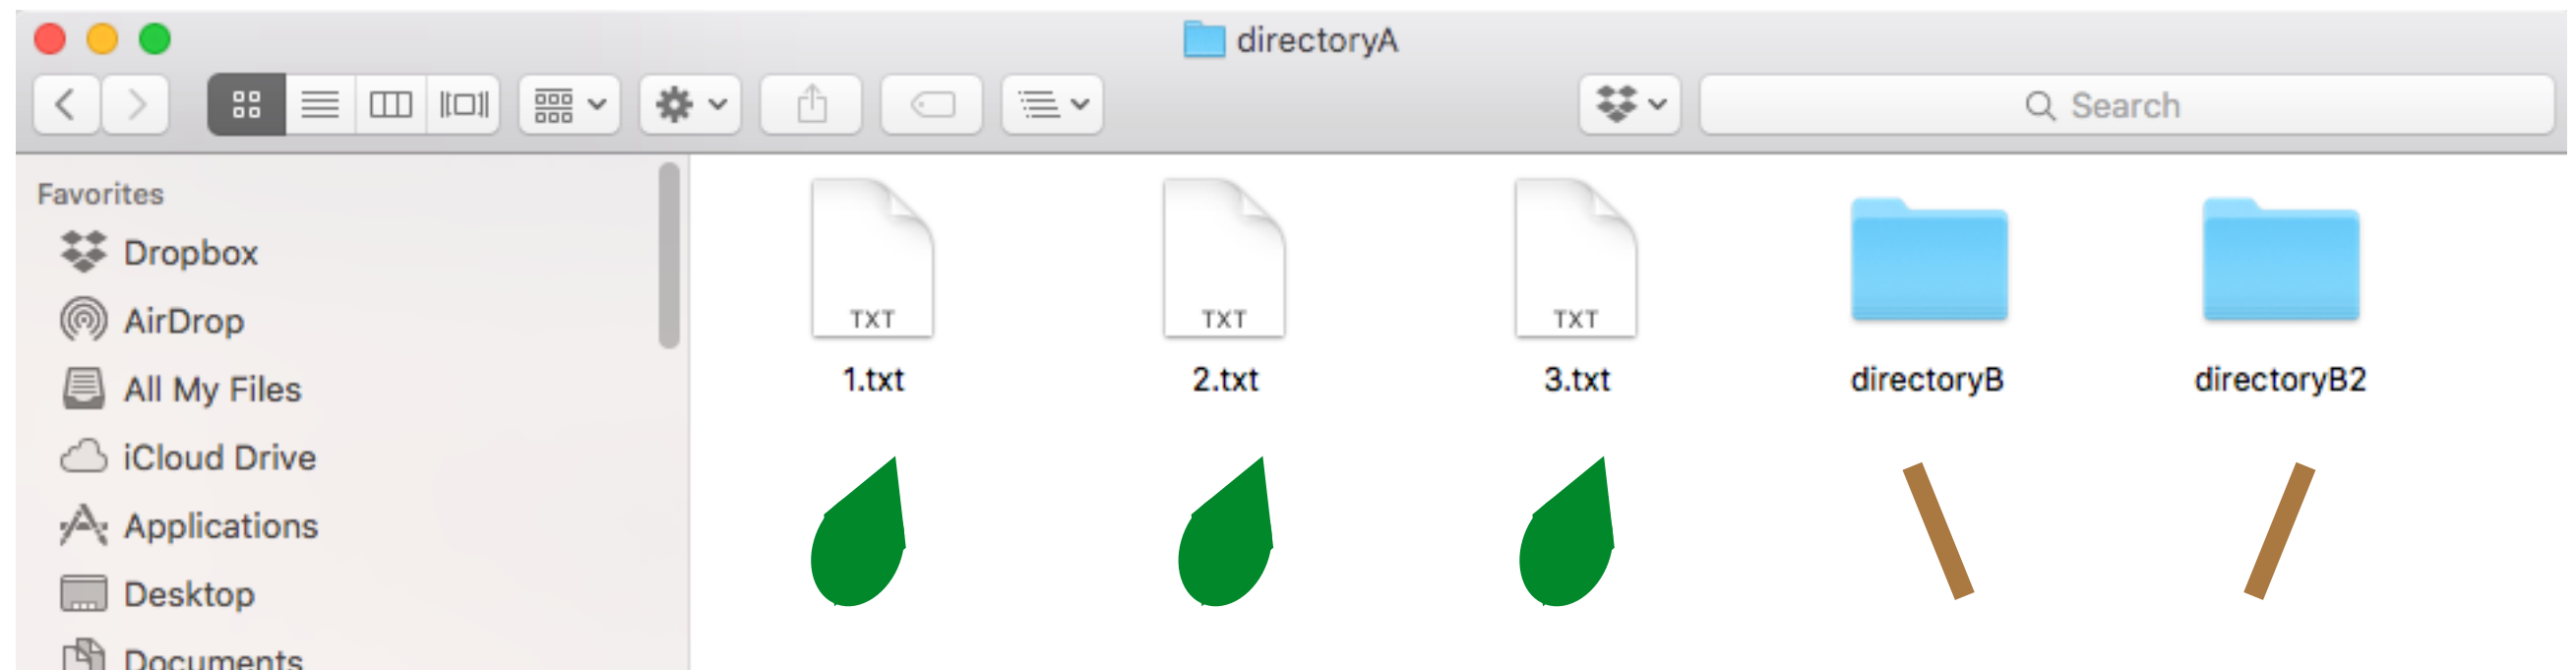 directoryA
Search
Favorites
Dropbox
AirDrop
All My Files
iCloud Drive
Applications
Desktop
Documents
TXT TXT TXT
1.txt 2.txt 3.txt directoryB directoryB2